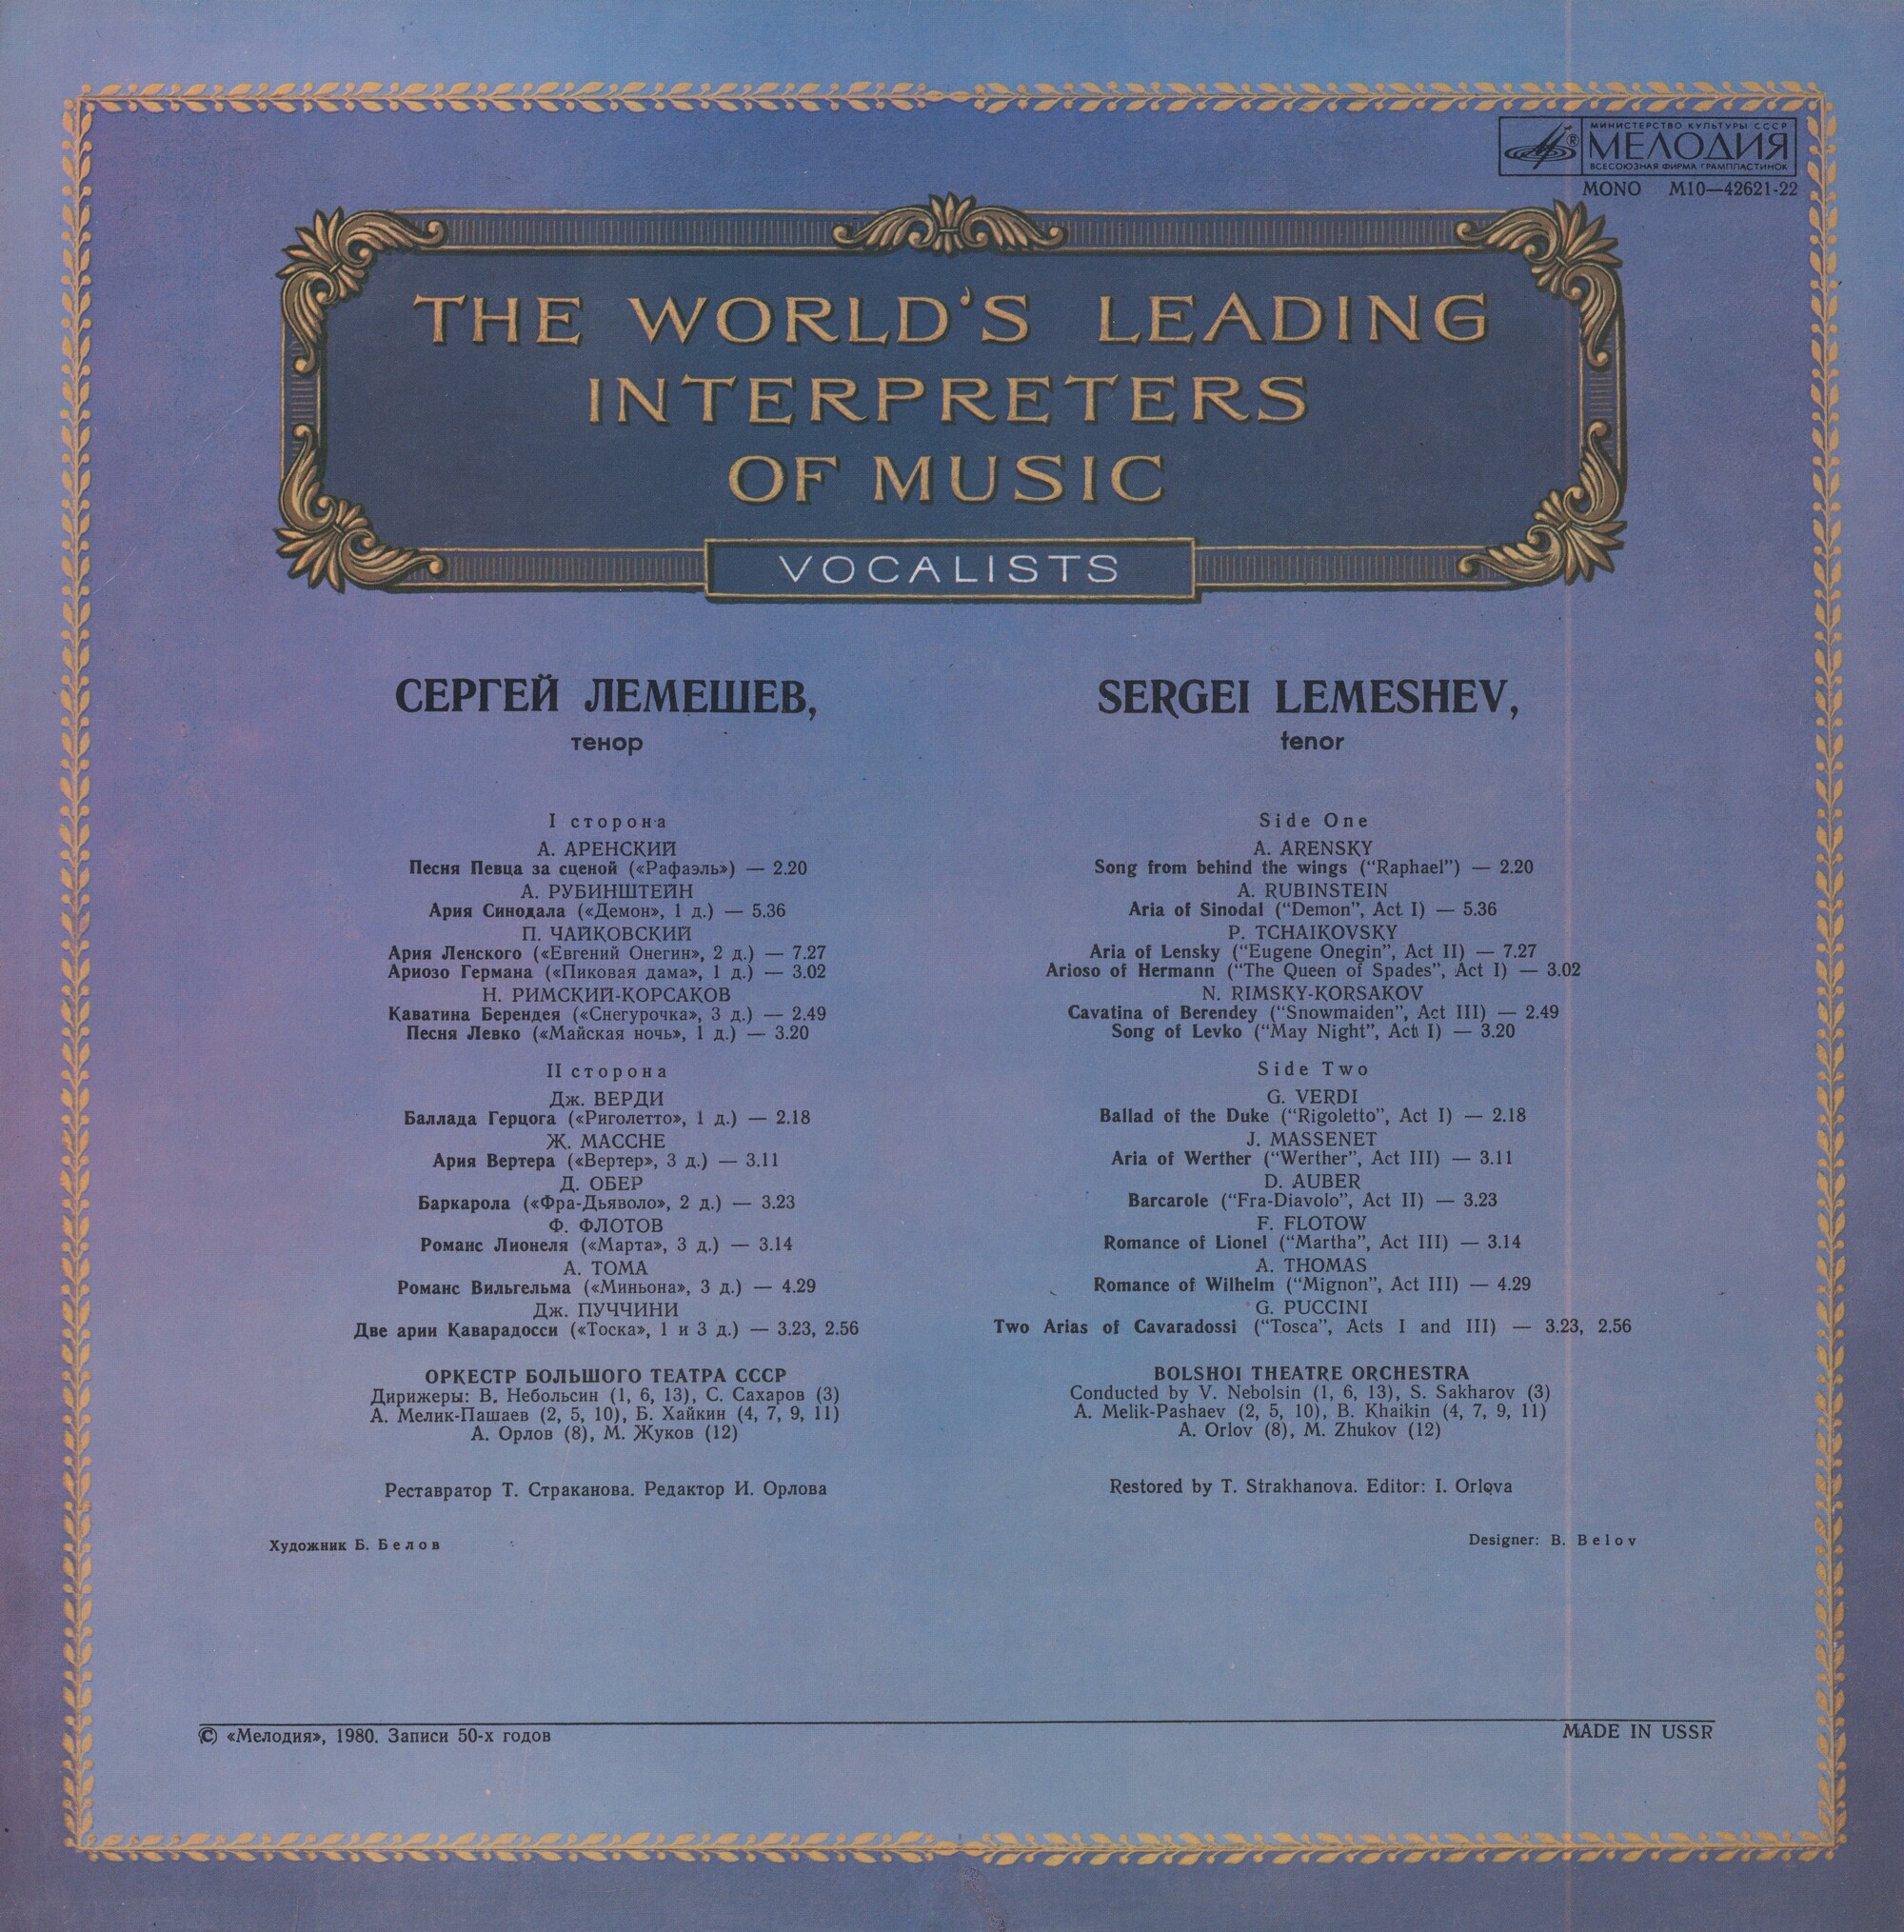 МИНИСТЕРСТВО КУЛЬТУРЫ СССР
МЕЛОДИЯ
ВСЕСОЮЗНАЯ ФИРМА ГРАМПЛАСТИНОК
MONO М10—42621-22
THE WORLD'S LEADING
INTERPRETERS
OF MUSIC
VOCALISTS
СЕРГЕЙ ЛЕМЕШЕВ,
тенор
I сторона
А. АРЕНСКИЙ
Песня Певца за сценой («Рафаэль») — 2.20
А. РУБИНШТЕЙН
Ария Синодала («Демон», 1 д.) — 5.36
П. ЧАЙКОВСКИЙ
Ария Ленского («Евгений Онегин», 2 д.) — 7.27
Ариозо Германа («Пиковая дама», 1 д.) — 3.02
Н. РИМСКИЙ-КОРСАКОВ
Каватина Берендея («Снегурочка», 3 д.) — 2.49
Песня Левко («Майская ночь», 1 д.) — 3.20
II сторона
Дж. ВЕРДИ
Баллада Герцога («Риголетто», 1 д.) — 2.18
Ж. МАССНЕ
Ария Вертера («Вертер», 3 д.) — 3.11
Д. ОБЕР
Баркарола («Фра-Дьяволо», 2 д.) — 3.23
Ф. ФЛОТОВ
Романс Лионеля («Марта», 3 д.) — 3.14
А. ТОМА
Романс Вильгельма («Миньона», 3 д.) — 4.29
Дж. ПУЧЧИНИ
Две арии Каварадосси («Тоска», 1 и 3 д.) — 3.23, 2.56
ОРКЕСТР БОЛЬШОГО ТЕАТРА СССР
Дирижеры: В. Небольсин (1, 6, 13), С. Сахаров (3)
А. Мелик-Пашаев (2, 5, 10), Б. Хайкин (4, 7, 9, 11)
А. Орлов (8), М. Жуков (12)
Реставратор Т. Страканова. Редактор И. Орлова
Художник Б. Белов
SERGEI LEMESHEV,
tenor
Side One
A. ARENSKY
Song from behind the wings (“Raphael”) — 2.20
A. RUBINSTEIN
Aria of Sinodal (“Demon”, Act I) — 5.36
P. TCHAIKOVSKY
Aria of Lensky (“Eugene Onegin”, Act II) — 7.27
Arioso of Hermann (“The Queen of Spades”, Act I) — 3.02
N. RIMSKY-KORSAKOV
Cavatina of Berendey (“Snowmaiden”, Act III) — 2.49
Song of Levko (“May Night”, Act I) — 3.20
Side Two
G. VERDI
Ballad of the Duke (“Rigoletto”, Act I) — 2.18
J. MASSENET
Aria of Werther (“Werther”, Act III) — 3.11
D. AUBER
Barcarole (“Fra-Diavolo”, Act II) — 3.23
F. FLOTOW
Romance of Lionel (“Martha”, Act III) — 3.14
A. THOMAS
Romance of Wilhelm (“Mignon”, Act III) — 4.29
G. PUCCINI
Two Arias of Cavaradossi (“Tosca”, Acts I and III) — 3.23, 2.56
BOLSHOI THEATRE ORCHESTRA
Conducted by V. Nebolsin (1, 6, 13), S. Sakharov (3)
A. Melik-Pashaev (2, 5, 10), B. Khaikin (4, 7, 9, 11)
A. Orlov (8), M. Zhukov (12)
Restored by T. Strakhanova. Editor: I. Orlova
Designer: B. Belov
© «Мелодия», 1980. Записи 50-х годов
MADE IN USSR